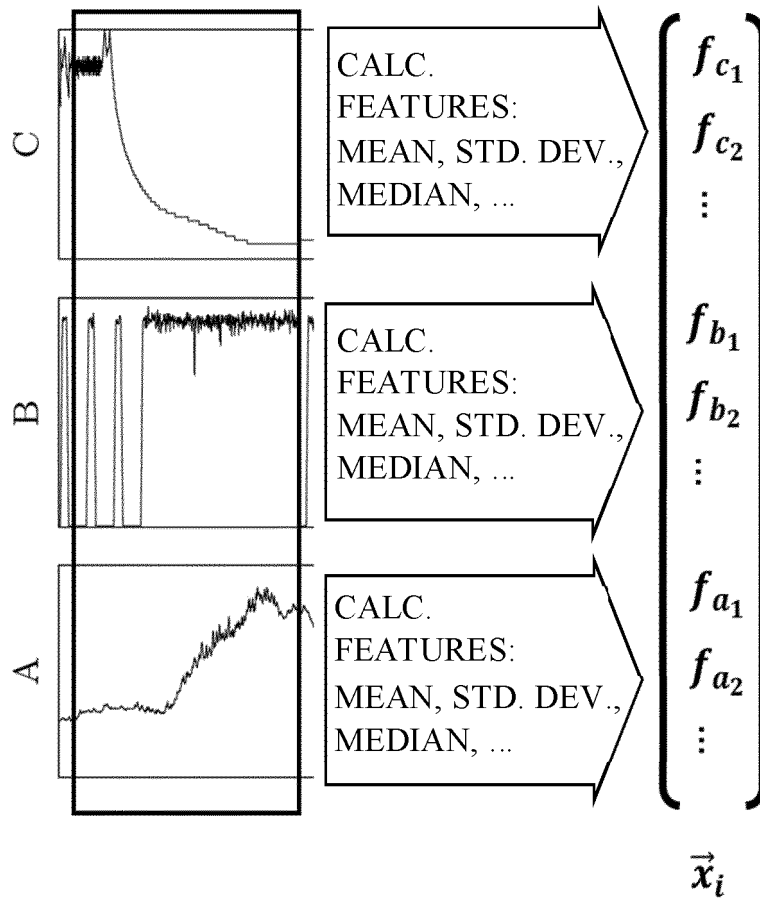 C
CALC.
FEATURES:
MEAN, STD. DEV.,
MEDIAN, ...
f_{c_1}
f_{c_2}
⋮
B
CALC.
FEATURES:
MEAN, STD. DEV.,
MEDIAN, ...
f_{b_1}
f_{b_2}
⋮
A
CALC.
FEATURES:
MEAN, STD. DEV.,
MEDIAN, ...
f_{a_1}
f_{a_2}
⋮
\vec{x}_i